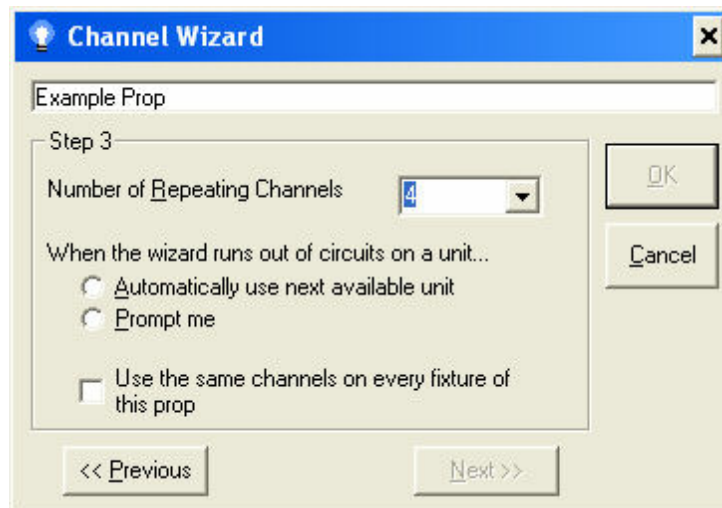 Channel Wizard
Example Prop
Step 3
Number of Repeating Channels
4
OK
When the wizard runs out of circuits on a unit...
Cancel
Automatically use next available unit
Prompt me
Use the same channels on every fixture of
this prop
<< Previous
Next >>